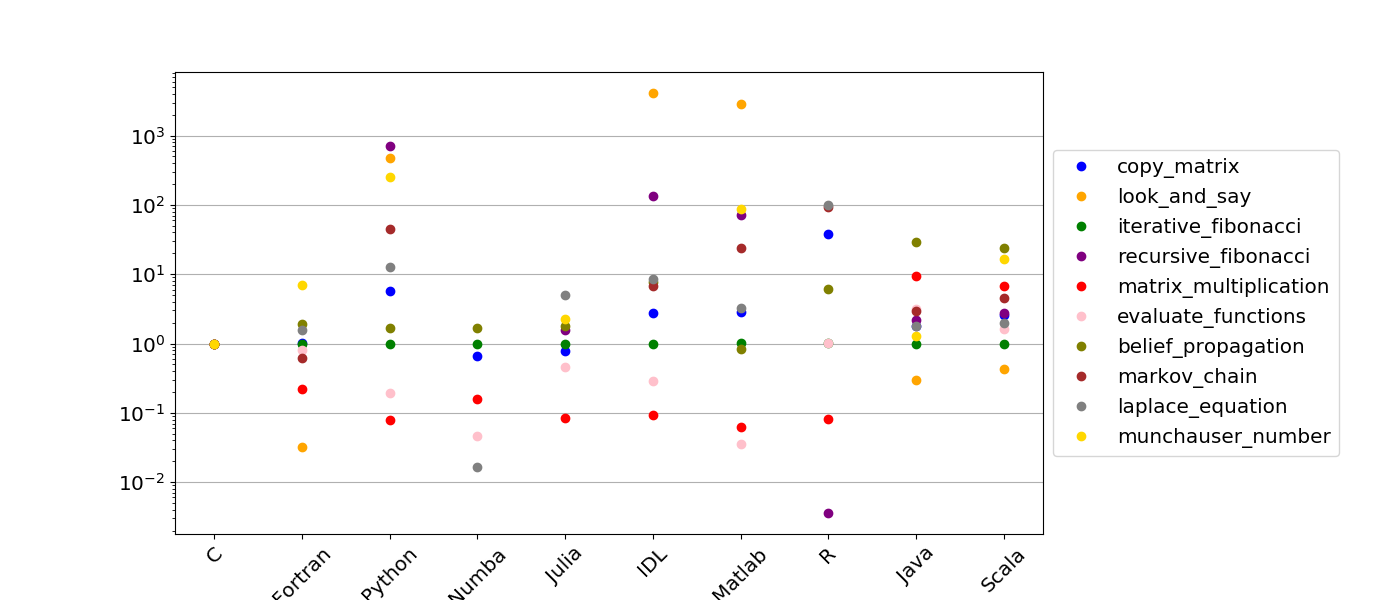 10³
10²
10¹
10⁰
10⁻¹
10⁻²
C
Fortran
Python
Numba
Julia
IDL
Matlab
R
Java
Scala
copy_matrix
look_and_say
iterative_fibonacci
recursive_fibonacci
matrix_multiplication
evaluate_functions
belief_propagation
markov_chain
laplace_equation
munchauser_number